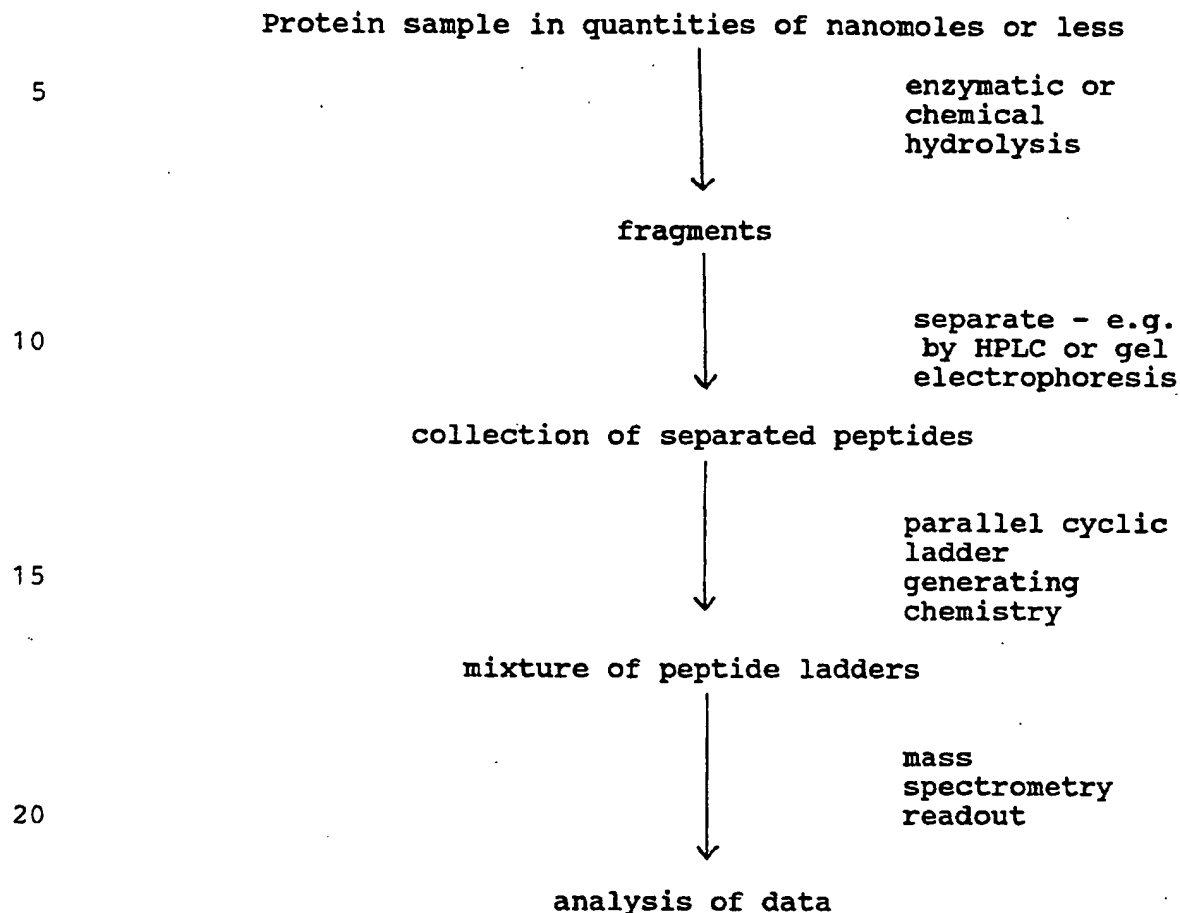 Protein sample in quantities of nanomoles or less
5
enzymatic or
chemical
hydrolysis
fragments
10
separate - e.g.
by HPLC or gel
electrophoresis
collection of separated peptides
15
parallel cyclic
ladder
generating
chemistry
mixture of peptide ladders
20
mass
spectrometry
readout
analysis of data